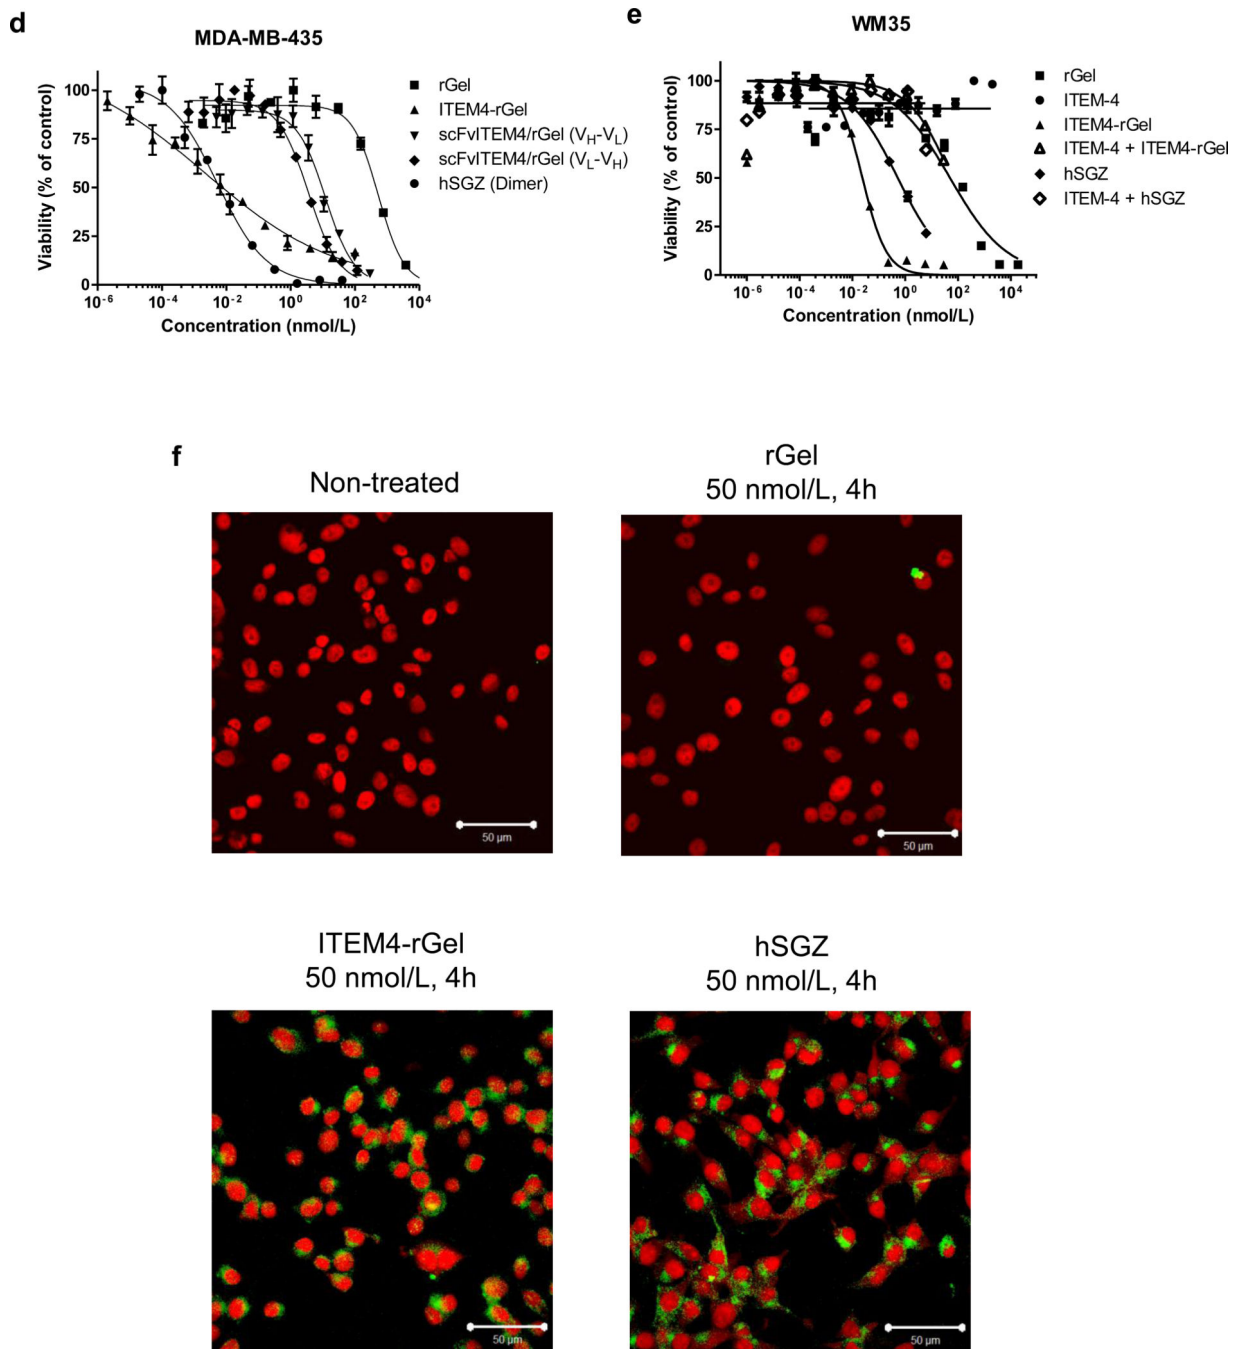 d
MDA-MB-435
Viability (% of control)
100
75
50
25
0
10⁻⁶
10⁻⁴
10⁻²
10⁰
10²
10⁴
Concentration (nmol/L)
rGel
ITEM4-rGel
scFvITEM4/rGel (VH-VL)
scFvITEM4/rGel (VL-VH)
hSGZ (Dimer)
e
WM35
Viability (% of control)
100
75
50
25
0
10⁻⁶
10⁻⁴
10⁻²
10⁰
10²
10⁴
Concentration (nmol/L)
rGel
ITEM-4
ITEM4-rGel
ITEM-4 + ITEM4-rGel
hSGZ
ITEM-4 + hSGZ
f
Non-treated
50 µm
rGel
50 nmol/L, 4h
50 µm
ITEM4-rGel
50 nmol/L, 4h
50 µm
hSGZ
50 nmol/L, 4h
50 µm